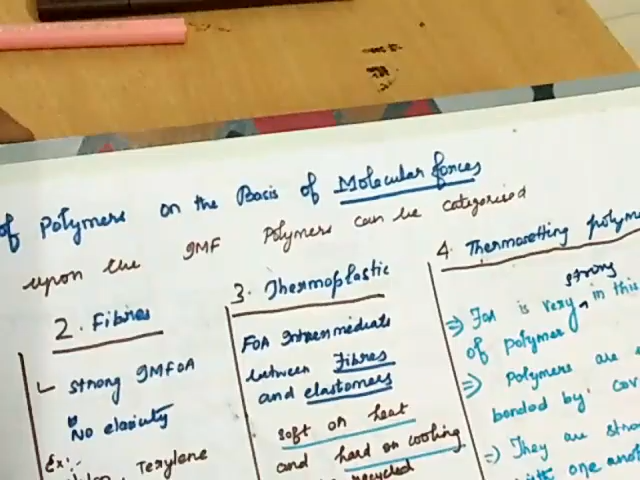 of Polymers on the Basis of Molecular forces
upon the IMF Polymers can be categorised
2. Fibres
strong IMFOA
No elasticity
Ex:-
Terylene
3. Thermoplastic
FOA Intermediate
between Fibres
and elastomers
soft on heat
and hard on cooling
recycled
4. Thermosetting
strong
⇒ FOA is very ^ in this
of polymer
⇒ Polymers are
bonded by
⇒ They are
with one